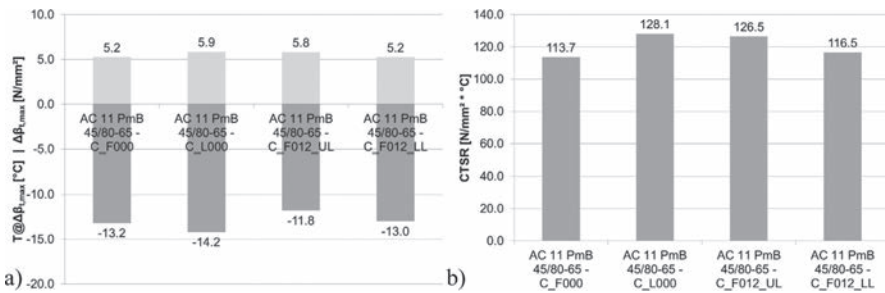 T@Δβt,max [°C] | Δβt,max [N/mm²]
10.0
5.0
0.0
-5.0
-10.0
-15.0
-20.0
5.2
5.9
5.8
5.2
AC 11 PmB
45/80-65 -
C_F000
AC 11 PmB
45/80-65 -
C_L000
AC 11 PmB
45/80-65 -
C_F012_UL
AC 11 PmB
45/80-65 -
C_F012_LL
-13.2
-14.2
-11.8
-13.0
a)
CTSR [N/mm² * °C]
140.0
120.0
100.0
80.0
60.0
40.0
20.0
0.0
113.7
128.1
126.5
116.5
AC 11 PmB
45/80-65 -
C_F000
AC 11 PmB
45/80-65 -
C_L000
AC 11 PmB
45/80-65 -
C_F012_UL
AC 11 PmB
45/80-65 -
C_F012_LL
b)